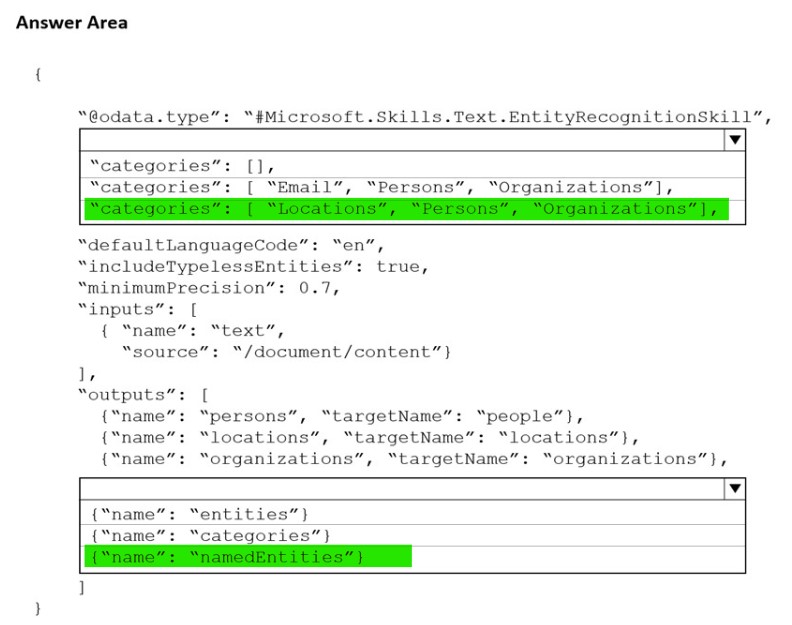 Answer Area
{
“@odata.type”: “#Microsoft.Skills.Text.EntityRecognitionSkill”,
“categories”: [],
“categories”: [ “Email”, “Persons”, “Organizations”],
“categories”: [ “Locations”, “Persons”, “Organizations”],
“defaultLanguageCode”: “en”,
“includeTypelessEntities”: true,
“minimumPrecision”: 0.7,
“inputs”: [
{ “name”: “text”,
“source”: “/document/content”}
],
“outputs”: [
{“name”: “persons”, “targetName”: “people”},
{“name”: “locations”, “targetName”: “locations”},
{“name”: “organizations”, “targetName”: “organizations”},
{“name”: “entities”}
{“name”: “categories”}
{“name”: “namedEntities”}
]
}